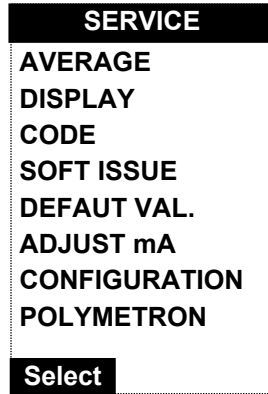 SERVICE
AVERAGE
DISPLAY
CODE
SOFT ISSUE
DEFAUT VAL.
ADJUST mA
CONFIGURATION
POLYMETRON
Select